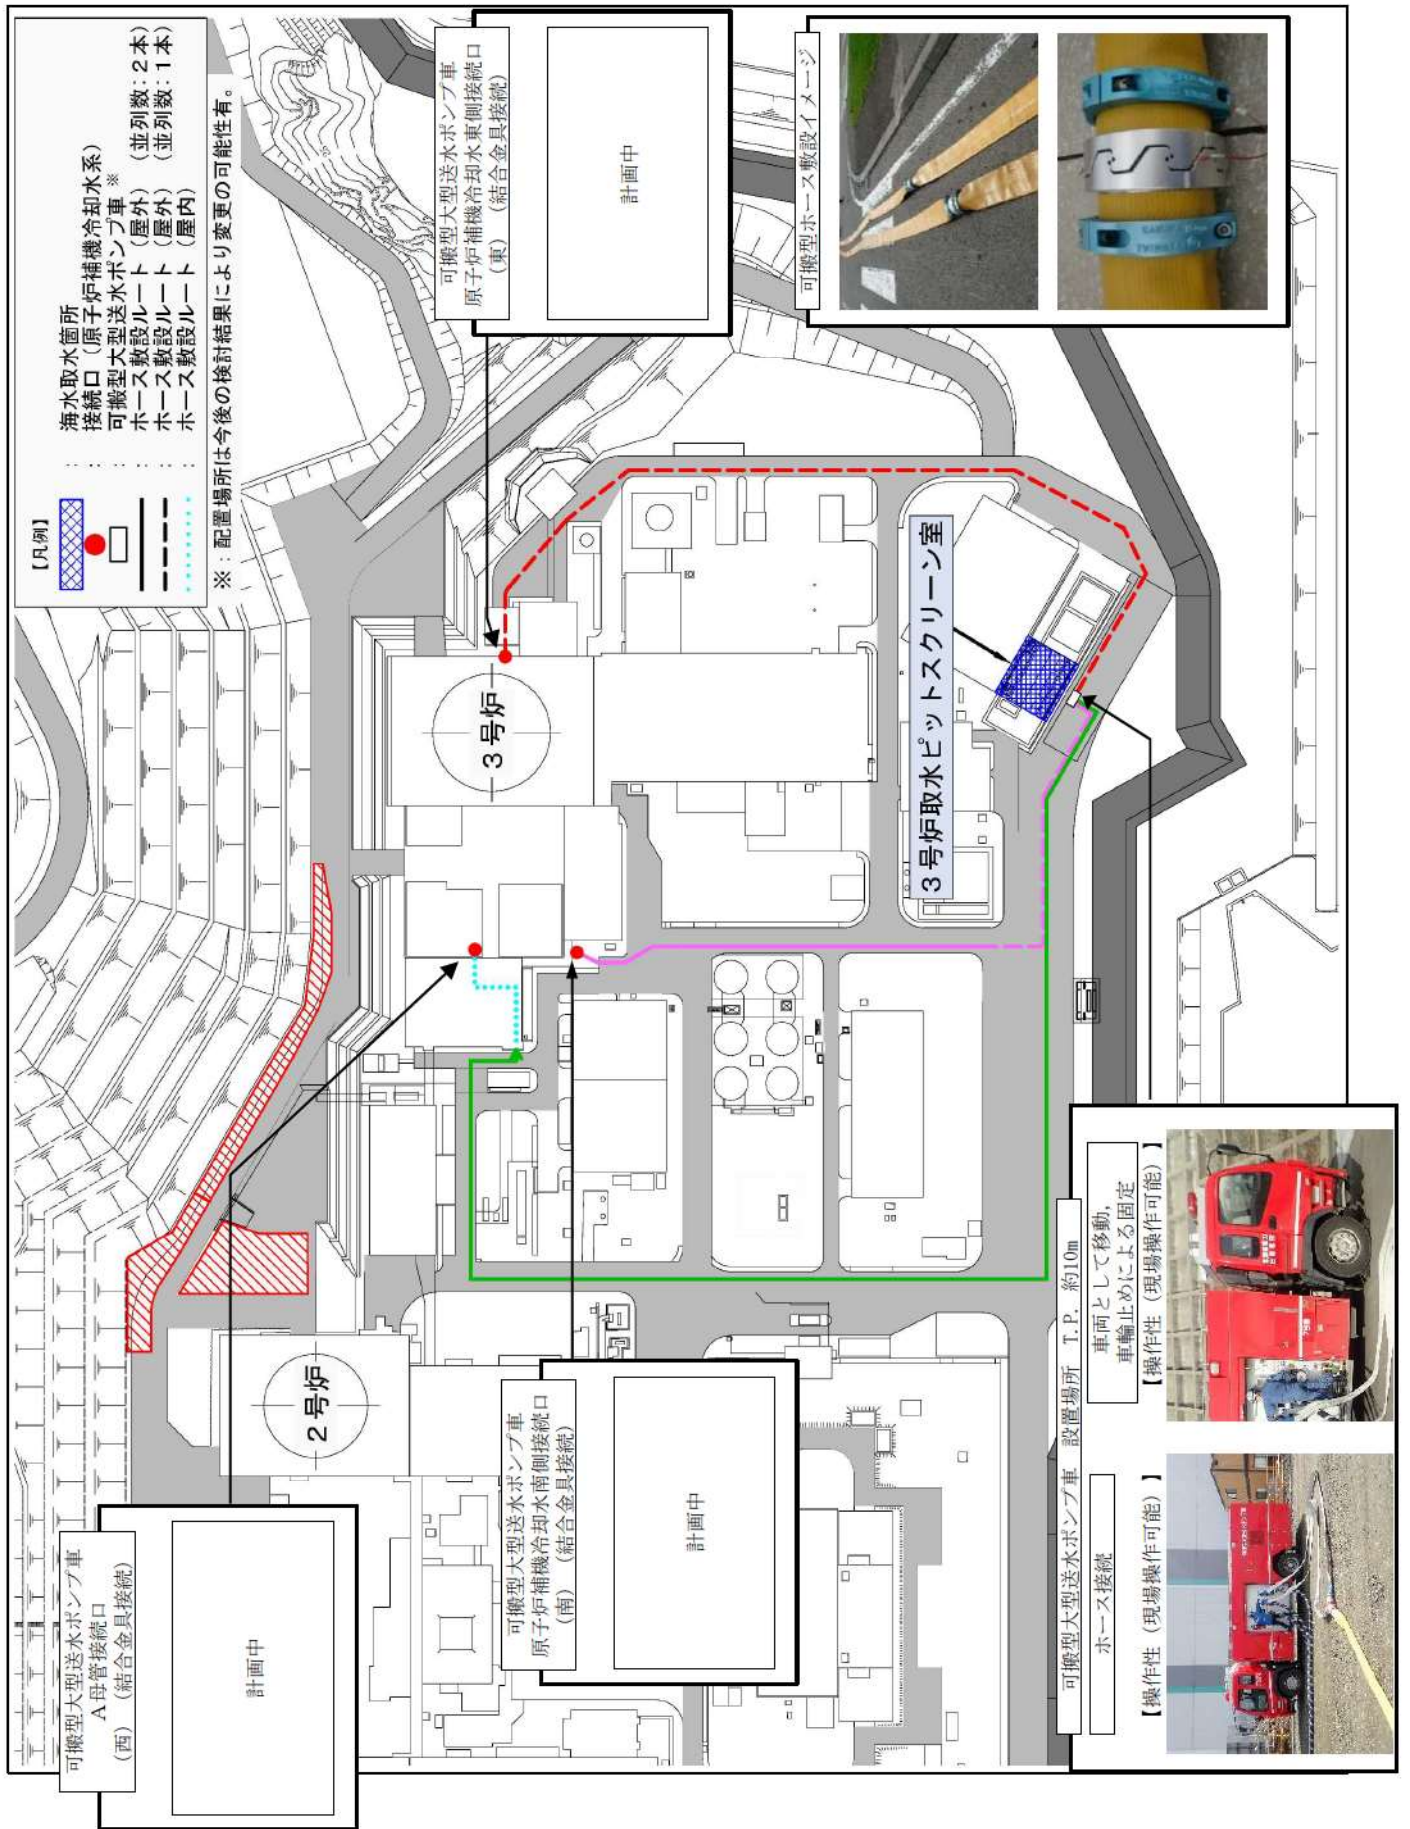 【凡例】
： 海水取水箇所
： 接続口（原子炉補機冷却水系）
： 可搬型大型送水ポンプ車※
： ホース敷設ルート（屋外）（並列数：２本）
： ホース敷設ルート（屋外）（並列数：１本）
： ホース敷設ルート（屋内）
※：配置場所は今後の検討結果により変更の可能性有。
可搬型大型送水ポンプ車
Ａ母管接続口
（西）（結合金具接続）
計画中
可搬型大型送水ポンプ車
原子炉補機冷却水東側接続口
（東）（結合金具接続）
計画中
２号炉
３号炉
可搬型大型送水ポンプ車
原子炉補機冷却水南側接続口
（南）（結合金具接続）
計画中
可搬型ホース敷設イメージ
３号炉取水ピットスクリーン室
可搬型大型送水ポンプ車 設置場所 T.P. 約10m
ホース接続
【操作性（現場操作可能）】
車両として移動，
車輪止めによる固定
【操作性（現場操作可能）】